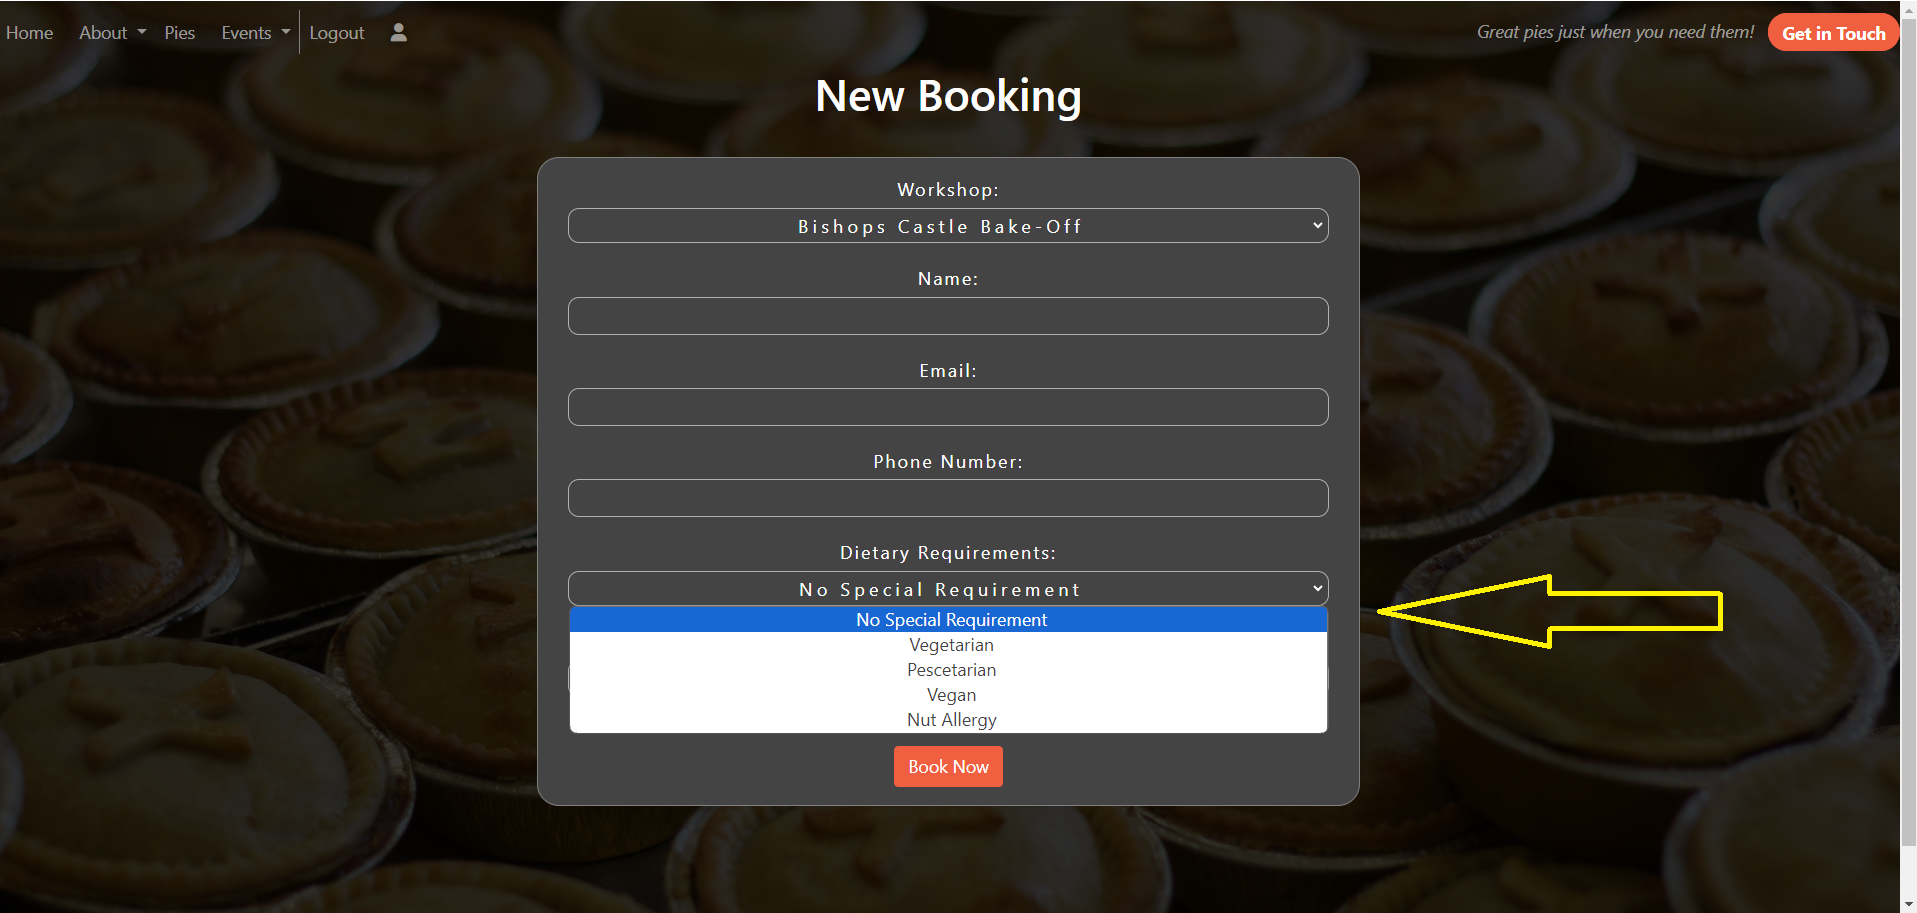 Home About Pies Events Logout Great pies just when you need them! Get in Touch
New Booking
Workshop:
Bishops Castle Bake-Off
Name:
Email:
Phone Number:
Dietary Requirements:
No Special Requirement
No Special Requirement
Vegetarian
Pescetarian
Vegan
Nut Allergy
Book Now